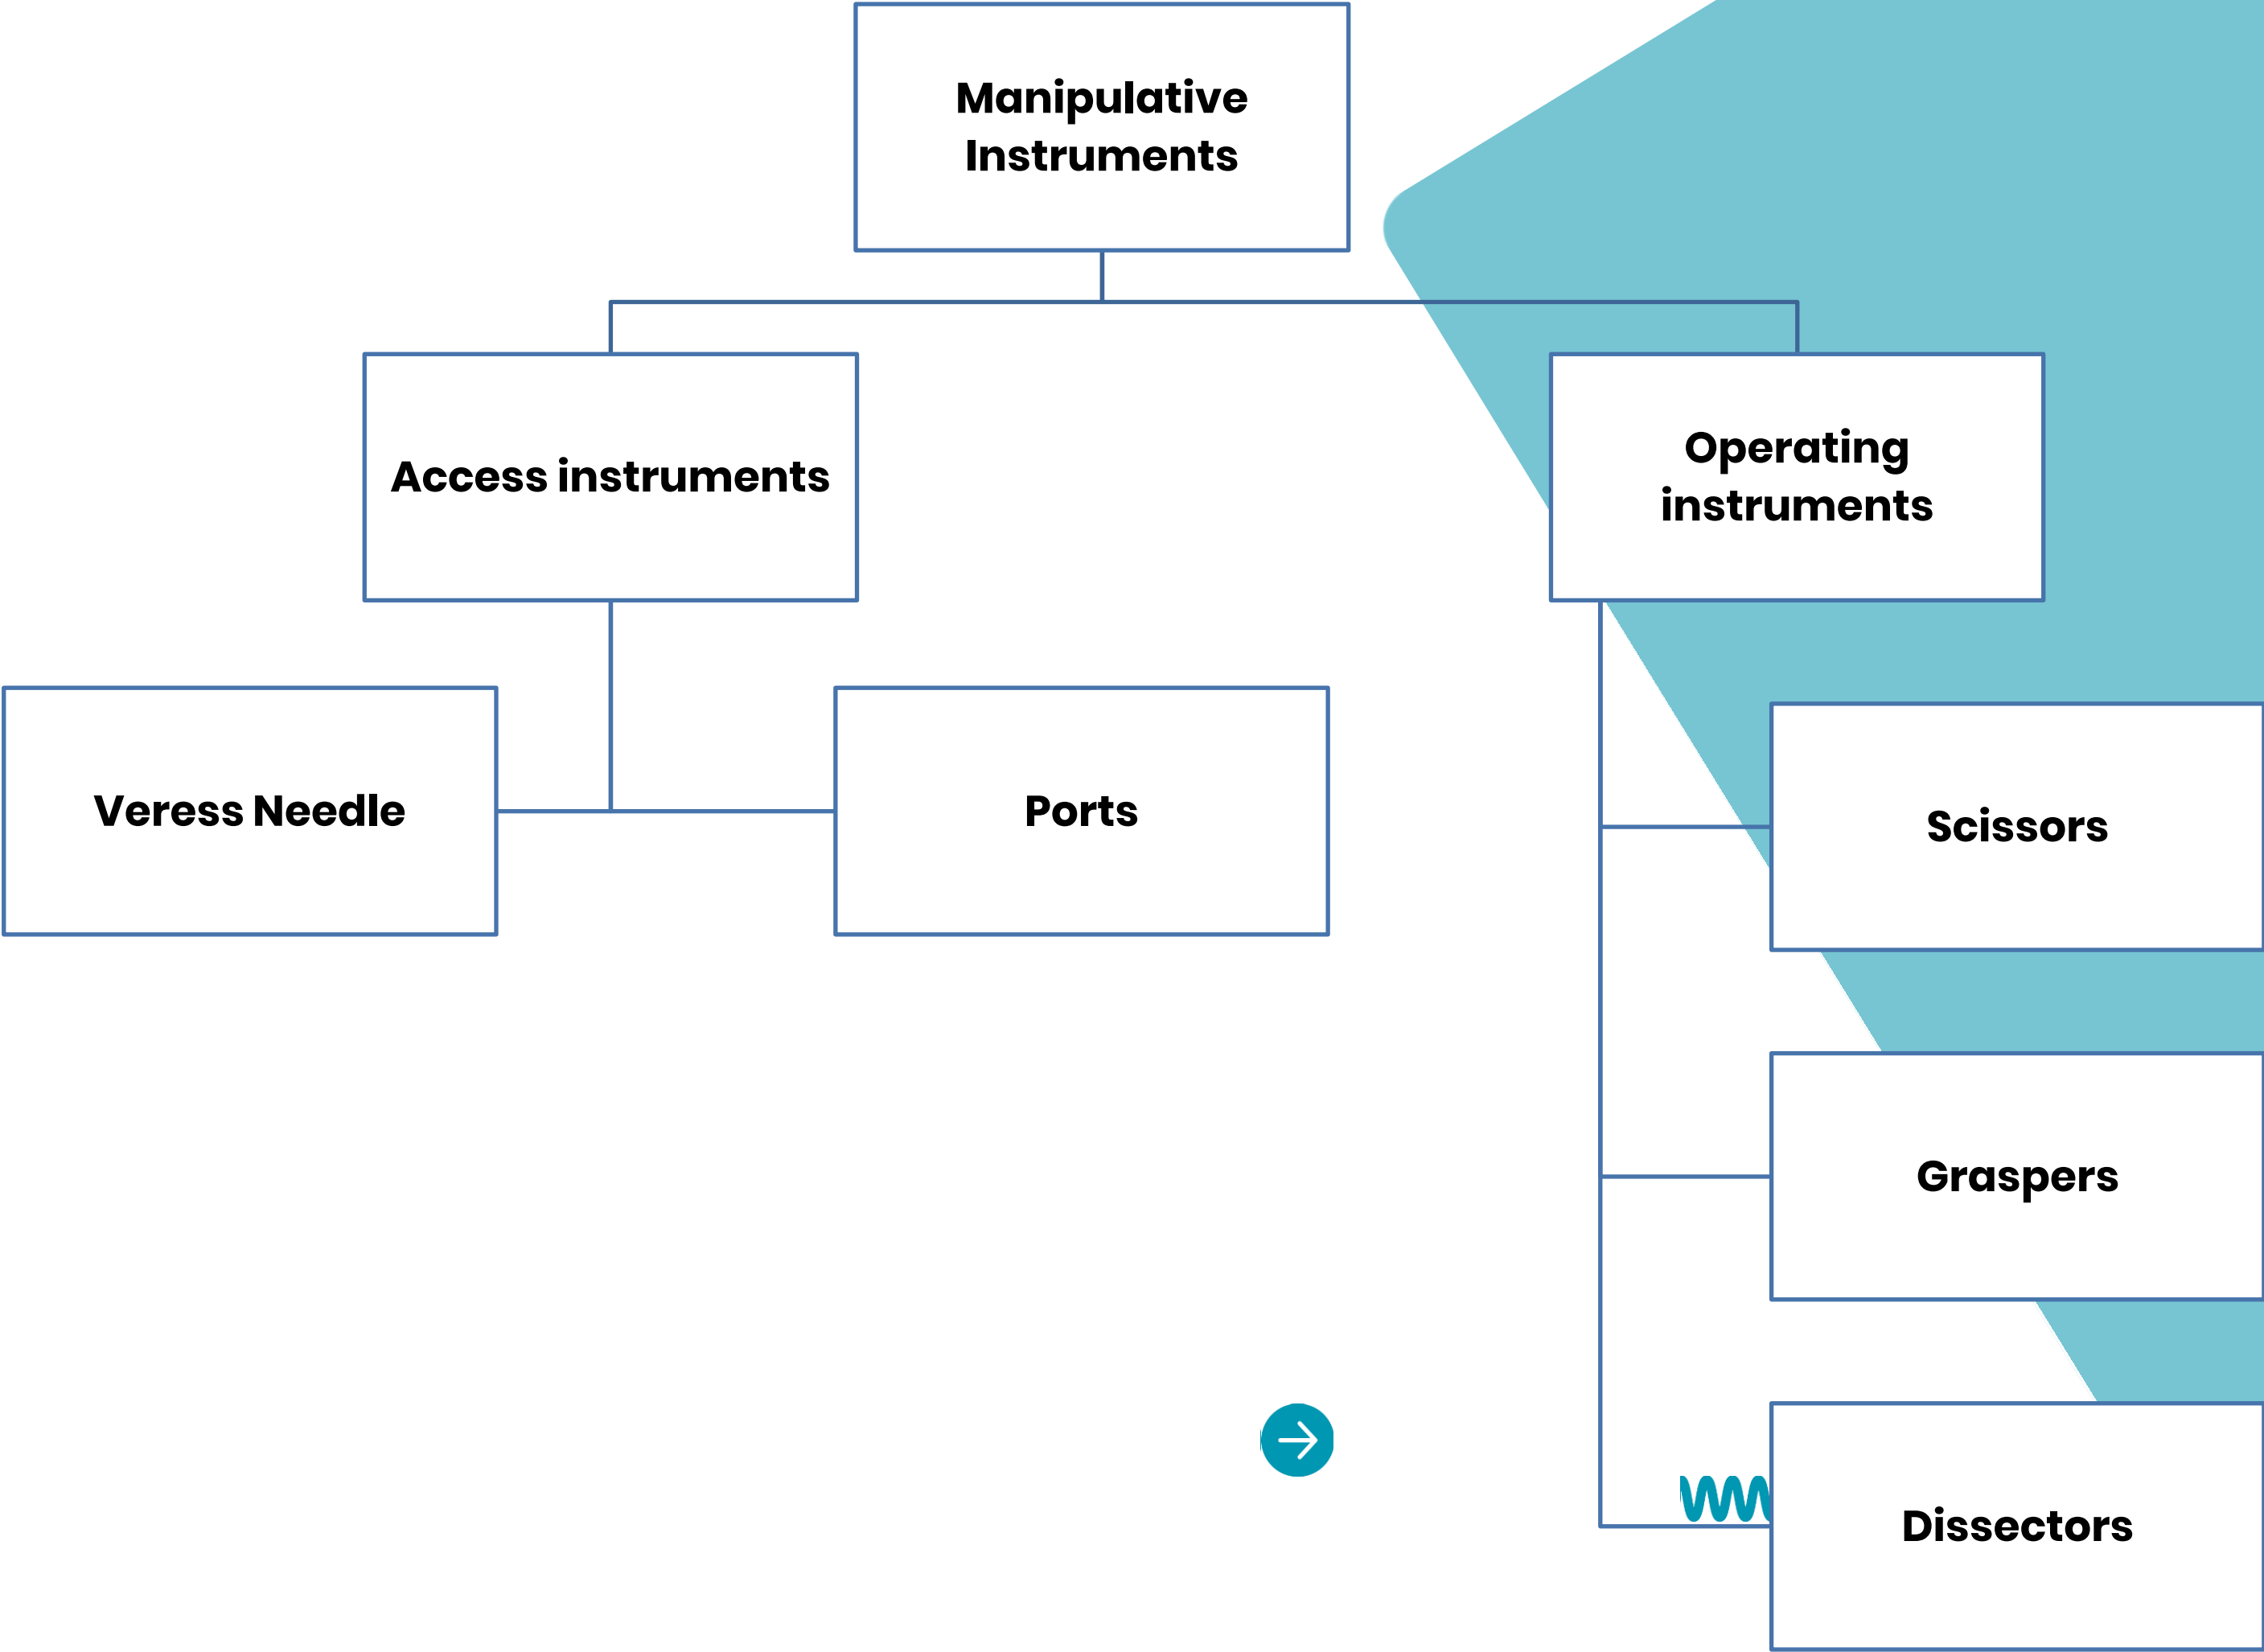 Manipulative
Instruments
Access instruments
Operating
instruments
Veress Needle
Ports
Scissors
Graspers
Dissectors